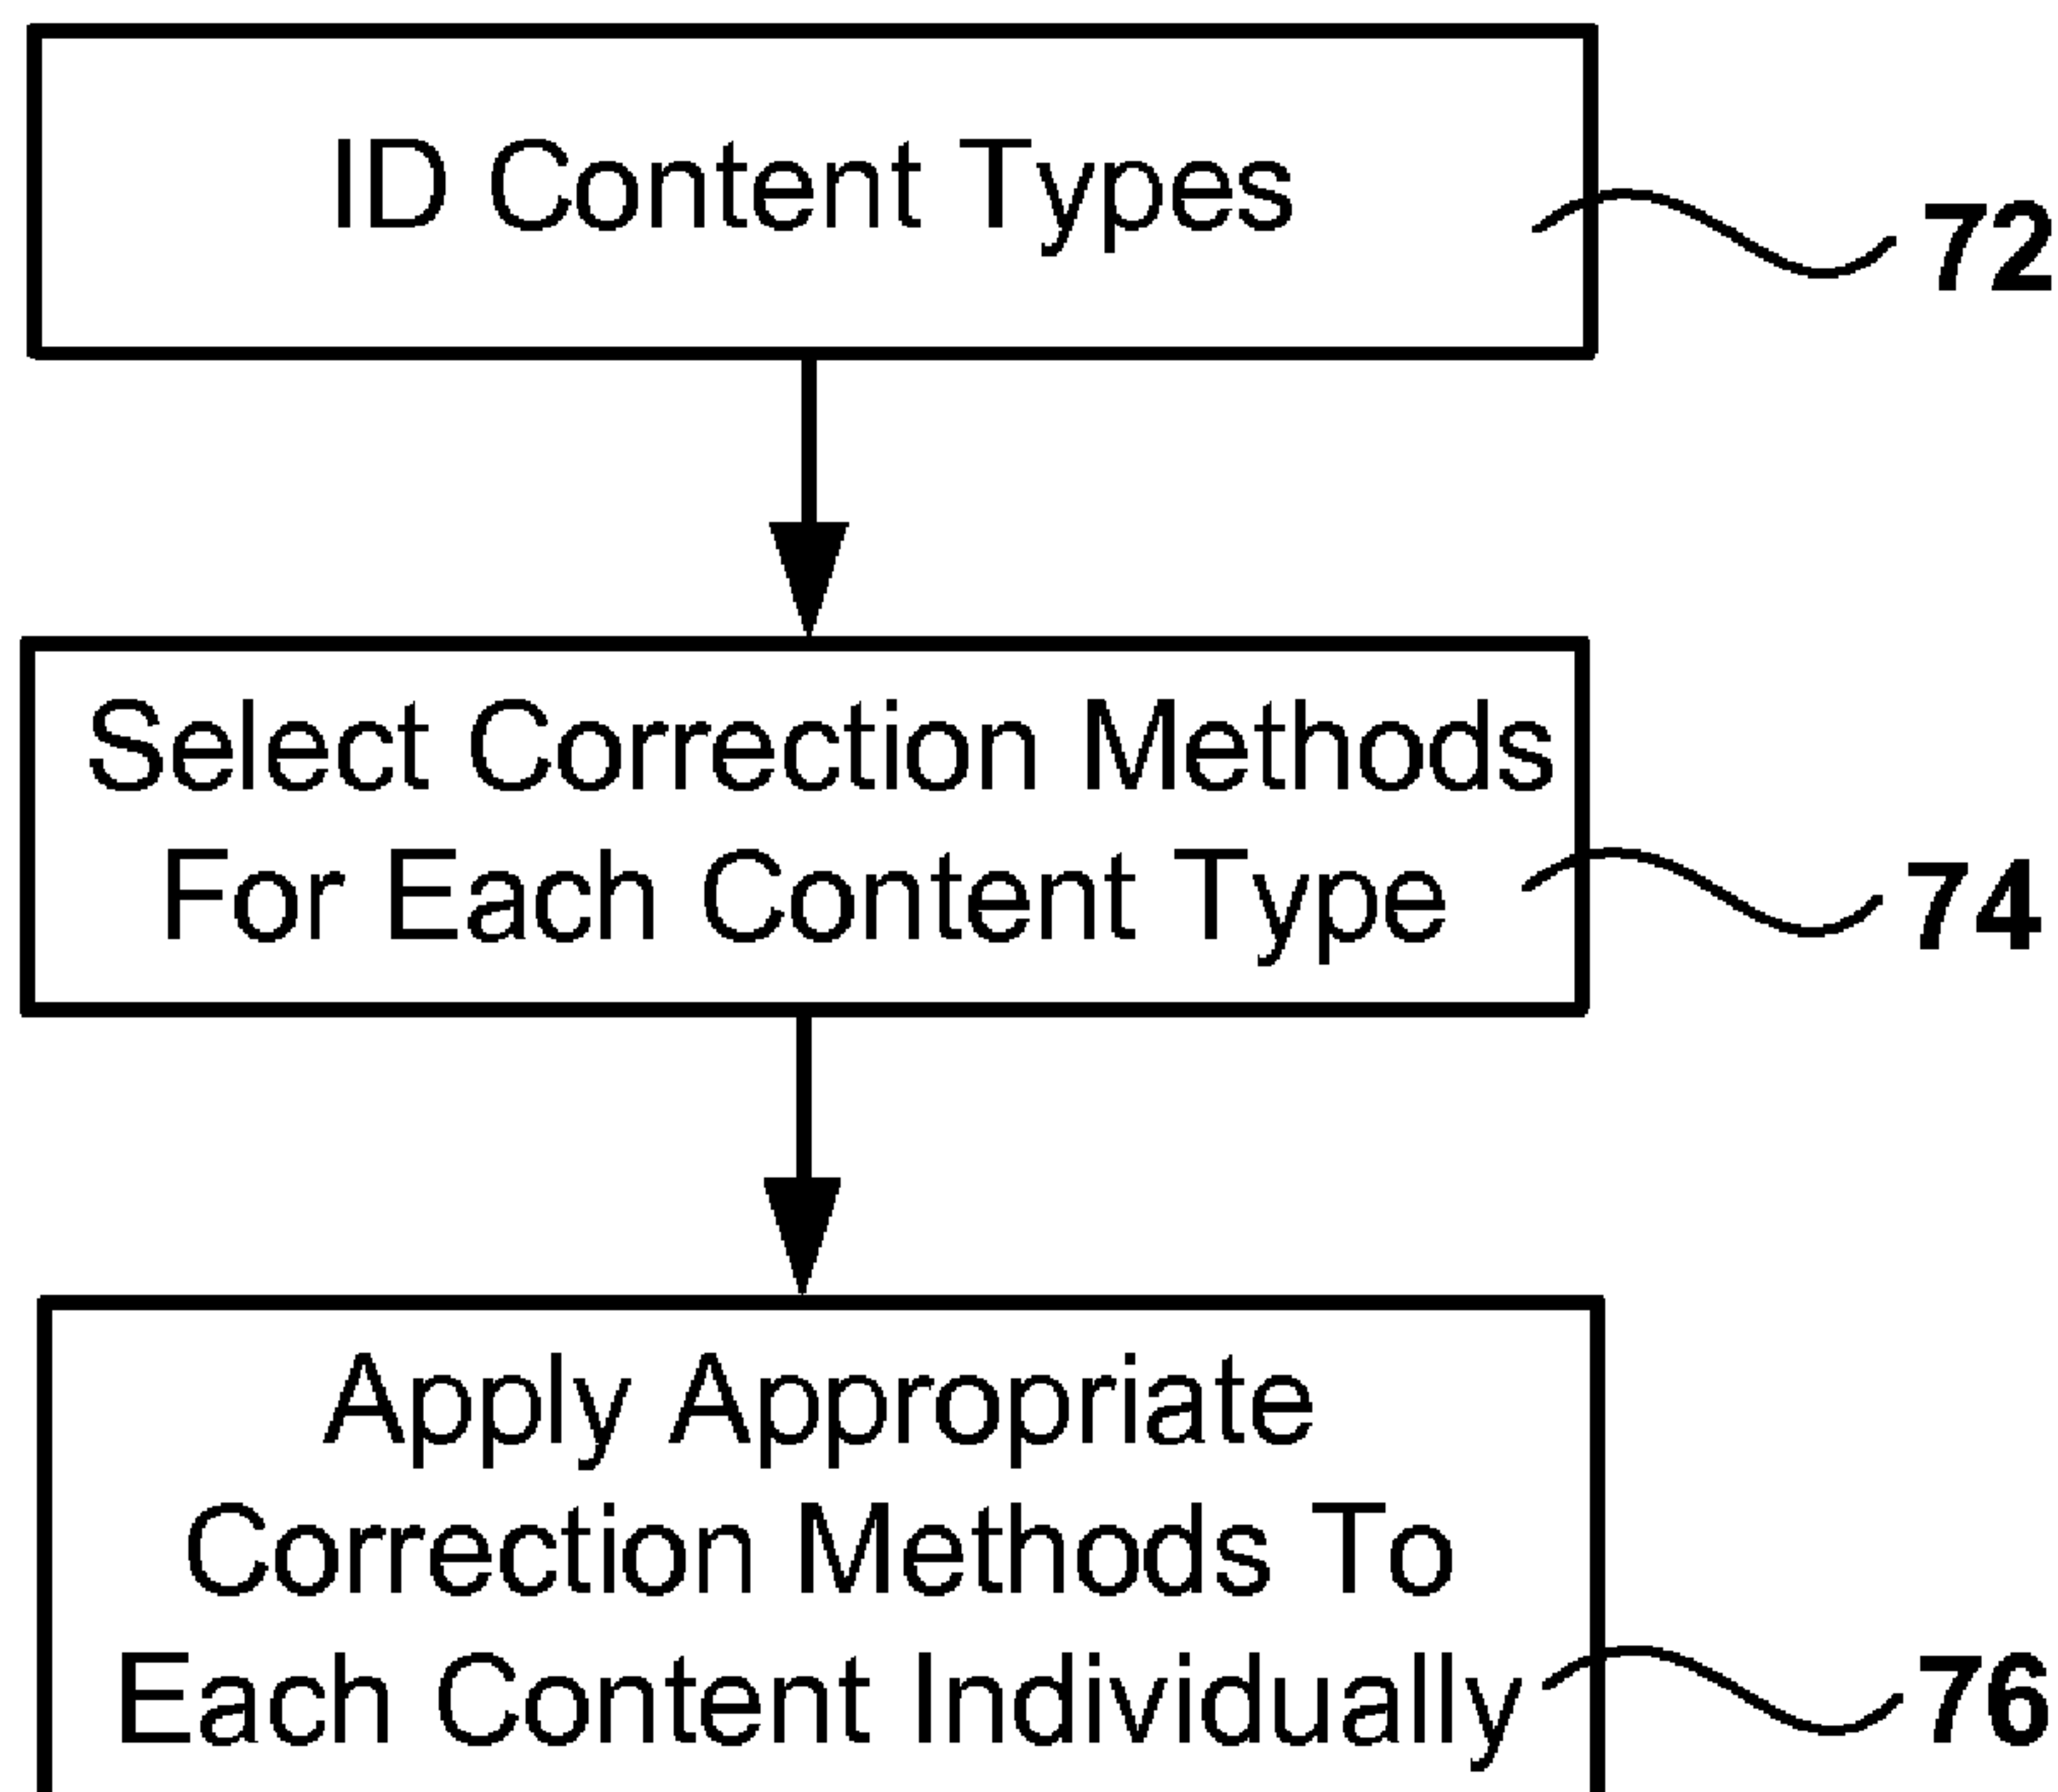 ID Content Types
72
Select Correction Methods
For Each Content Type
74
Apply Appropriate
Correction Methods To
Each Content Individually
76